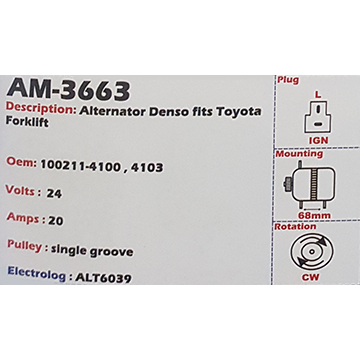 AM-3663
Description: Alternator Denso fits Toyota
Forklift
Oem: 100211-4100 , 4103
Volts : 24
Amps : 20
Pulley : single groove
Electrolog : ALT6039
Plug
L
IGN
Mounting
68mm
Rotation
CW